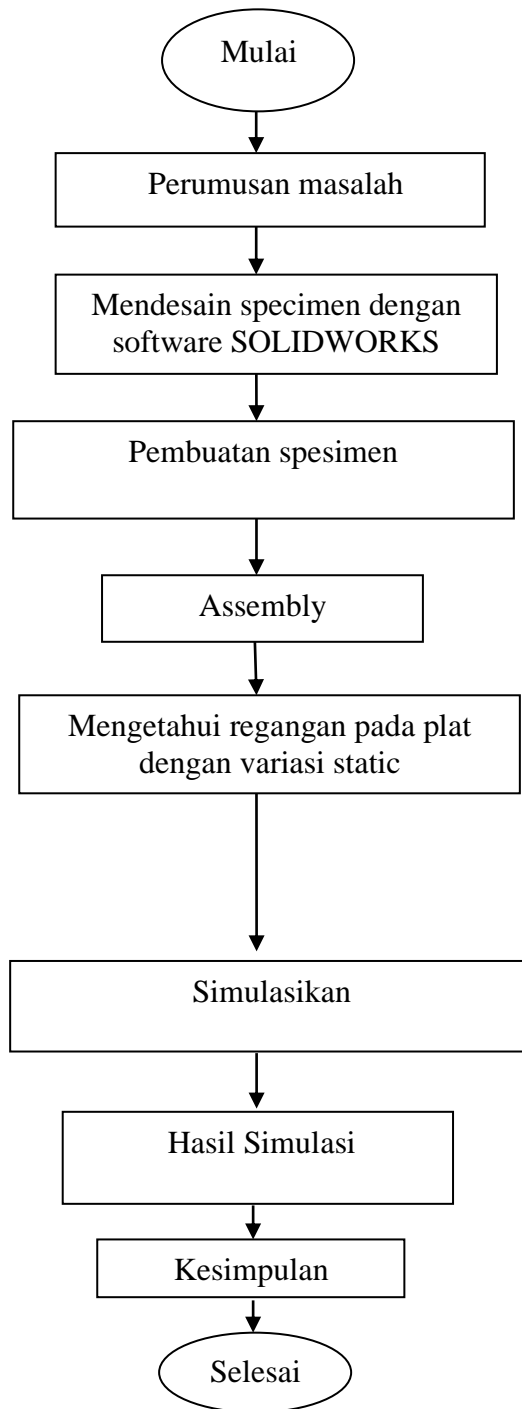 Mulai
Perumusan masalah
Mendesain specimen dengan
software SOLIDWORKS
Pembuatan spesimen
Assembly
Mengetahui regangan pada plat
dengan variasi static
Simulasikan
Hasil Simulasi
Kesimpulan
Selesai